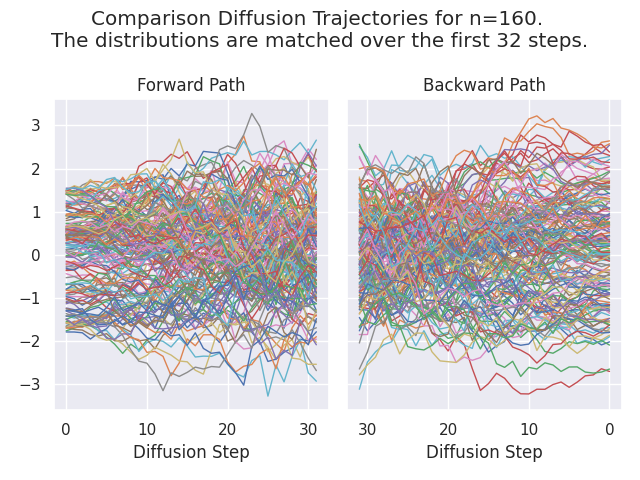 Comparison Diffusion Trajectories for n=160.
The distributions are matched over the first 32 steps.
Forward Path
Backward Path
3
2
1
0
−1
−2
−3
0 10 20 30
30 20 10 0
Diffusion Step
Diffusion Step